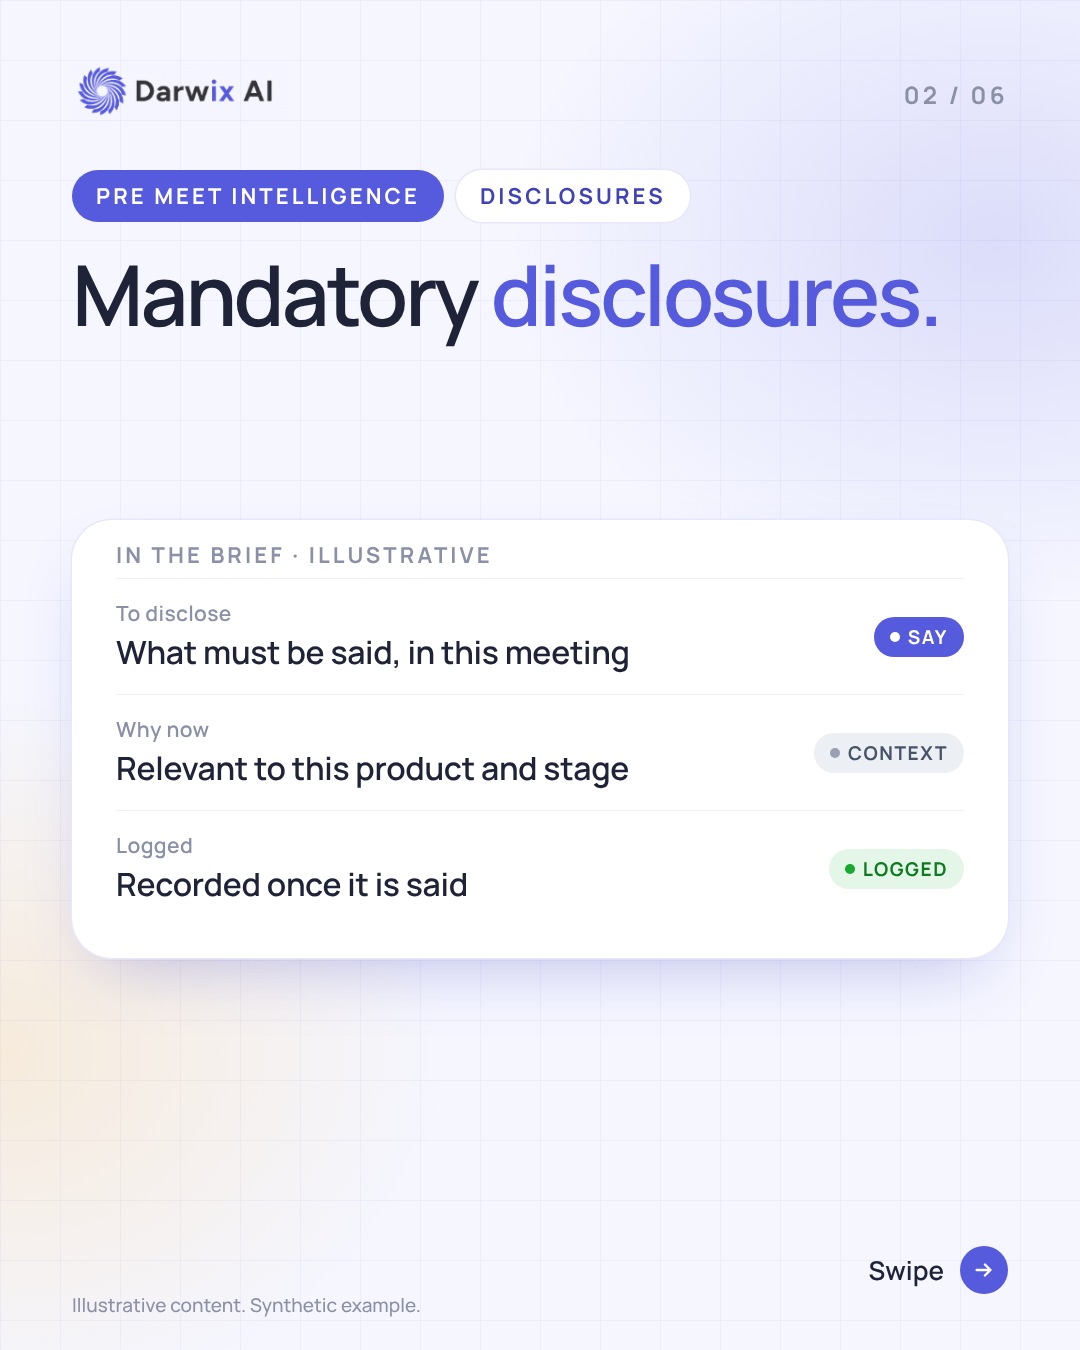 Darwix AI
02 / 06
PRE MEET INTELLIGENCE
DISCLOSURES
Mandatory disclosures.
IN THE BRIEF · ILLUSTRATIVE
To disclose
What must be said, in this meeting
SAY
Why now
Relevant to this product and stage
CONTEXT
Logged
Recorded once it is said
LOGGED
Swipe
Illustrative content. Synthetic example.